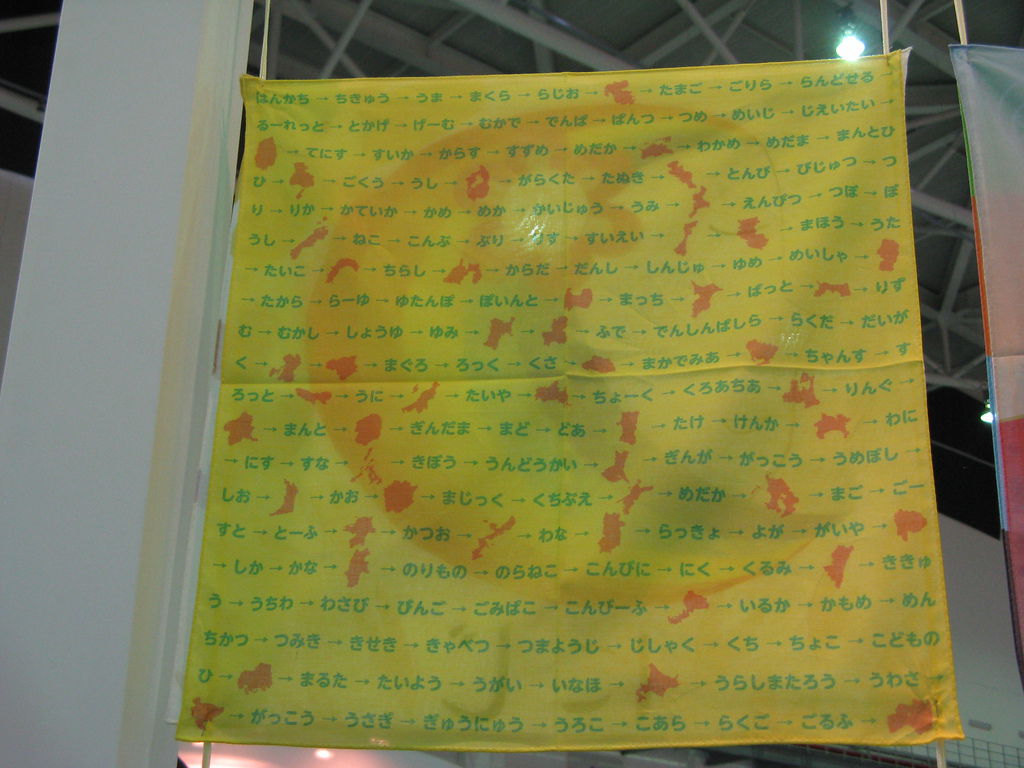 はんかち → ちきゅう → うま → まくら → らじお → → たまご → ごりら → らんどせる →
るーれっと → とかげ → げーむ → むかで → でんぱ → ぱんつ → つめ → めいじ → じえいたい →
→ てにす → すいか → からす → すずめ → めだか → → わかめ → めだま → まんとひ
ひ → → ごくう → うし → → がらくた → たぬき → → とんび → びじゅつ → つ
り → りか → かていか → かめ → めか → かいじゅう → うみ → → えんぴつ → つぼ → ぼ
うし → → ねこ → こんぶ → ぶり → りす → すいえい → → → まほう → うた
→ たいこ → → ちらし → → からだ → だんし → しんじゅ → ゆめ → めいしゃ →
→ たから → らーゆ → ゆたんぽ → ぽいんと → → まっち → → ばっと → → りず
む → むかし → しょうゆ → ゆみ → → → ふで → でんしんばしら → らくだ → だいが
く → → → まぐろ → ろっく → くさ → → まかでみあ → → ちゃんす → す
ろっと → → うに → → たいや → → ちょーく → くろあちあ → → りんぐ →
→ まんと → → ぎんだま → まど → どあ → → たけ → けんか → → わに
→ にす → すな → → きぼう → うんどうかい → → ぎんが → がっこう → うめぼし →
しお → → かお → → まじっく → くちぶえ → → めだか → → まご → ごー
すと → とーふ → → かつお → → わな → → らっきょ → よが → がいや →
→ しか → かな → → のりもの → のらねこ → こんびに → にく → くるみ → → ききゅ
う → うちわ → わさび → びんご → ごみばこ → こんびーふ → → いるか → かもめ → めん
ちかつ → つみき → きせき → きゃべつ → つまようじ → じしゃく → くち → ちょこ → こどもの
ひ → → まるた → たいよう → うがい → いなほ → → うらしまたろう → うわさ →
→ がっこう → うさぎ → ぎゅうにゅう → うろこ → こあら → らくご → ごるふ →